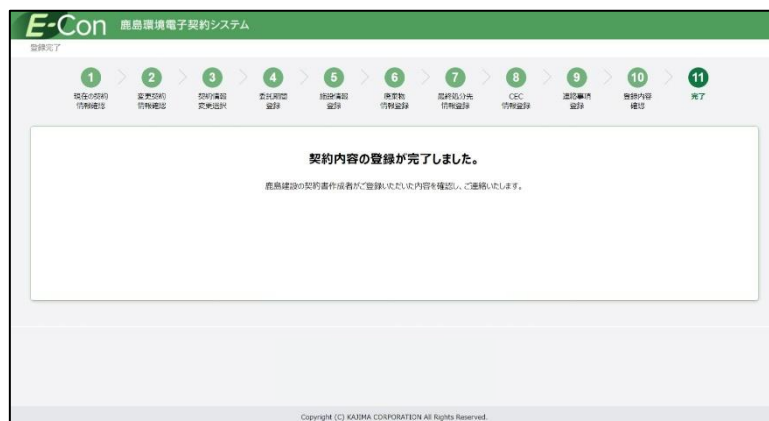 E-Con 鹿島環境電子契約システム
登録完了
1 2 3 4 5 6 7 8 9 10 11
現在の契約 変更契約 契約情報 委託期間 施設情報 廃棄物 最終処分先 CEC 連絡事項 登録内容 完了
情報確認 情報確認 変更選択 登録 登録 情報登録 情報登録 情報登録 登録 確認
契約内容の登録が完了しました。
鹿島建設の契約書作成者がご登録いただいた内容を確認し、ご連絡いたします。
Copyright (C) KAJIMA CORPORATION All Rights Reserved.